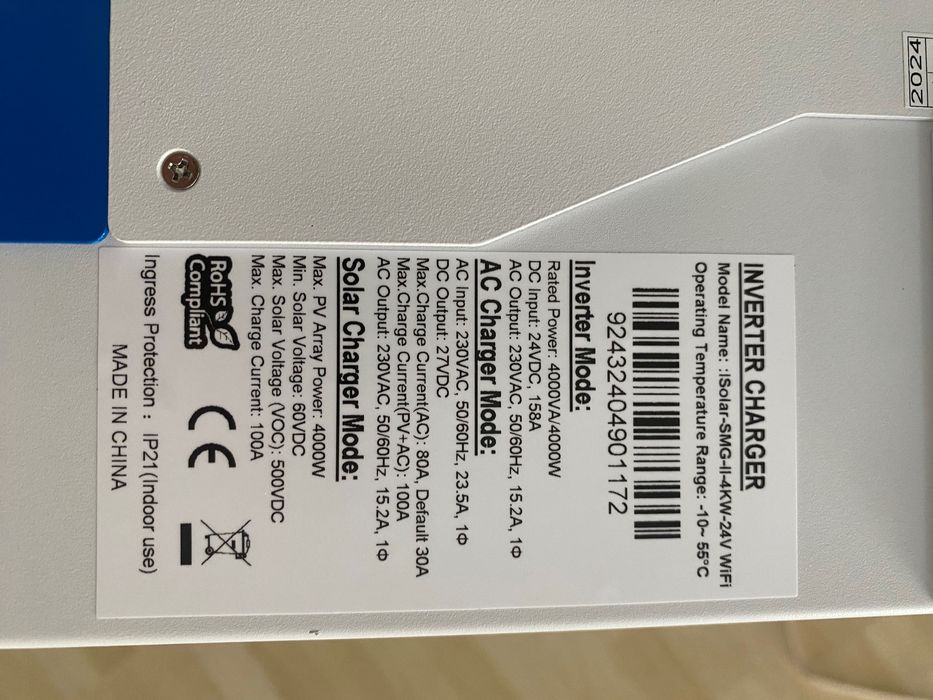 INVERTER CHARGER
Model Name: :ISolar-SMG-II-4KW-24V WiFi
Operating Temperature Range: -10~ 55°C
92432404901172
Inverter Mode:
Rated Power: 4000VA/4000W
DC Input: 24VDC, 158A
AC Output: 230VAC, 50/60Hz, 15.2A, 1Φ
AC Charger Mode:
AC Input: 230VAC, 50/60Hz, 23.5A, 1Φ
DC Output: 27VDC
Max.Charge Current(AC): 80A, Default 30A
Max.Charge Current(PV+AC): 100A
AC Output: 230VAC, 50/60Hz, 15.2A, 1Φ
Solar Charger Mode:
Max. PV Array Power: 4000W
Min. Solar Voltage: 60VDC
Max. Solar Voltage (VOC): 500VDC
Max. Charge Current: 100A
RoHS
Compliant
CE
Ingress Protection : IP21(Indoor use)
MADE IN CHINA
2024